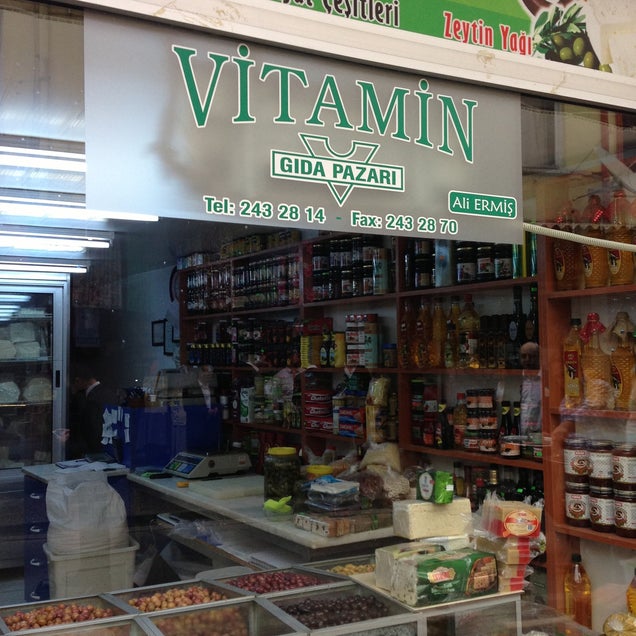 Çeşitleri
Zeytin Yağı
VİTAMİN
GIDA PAZARI
Ali ERMİŞ
Tel: 243 28 14 - Fax: 243 28 70